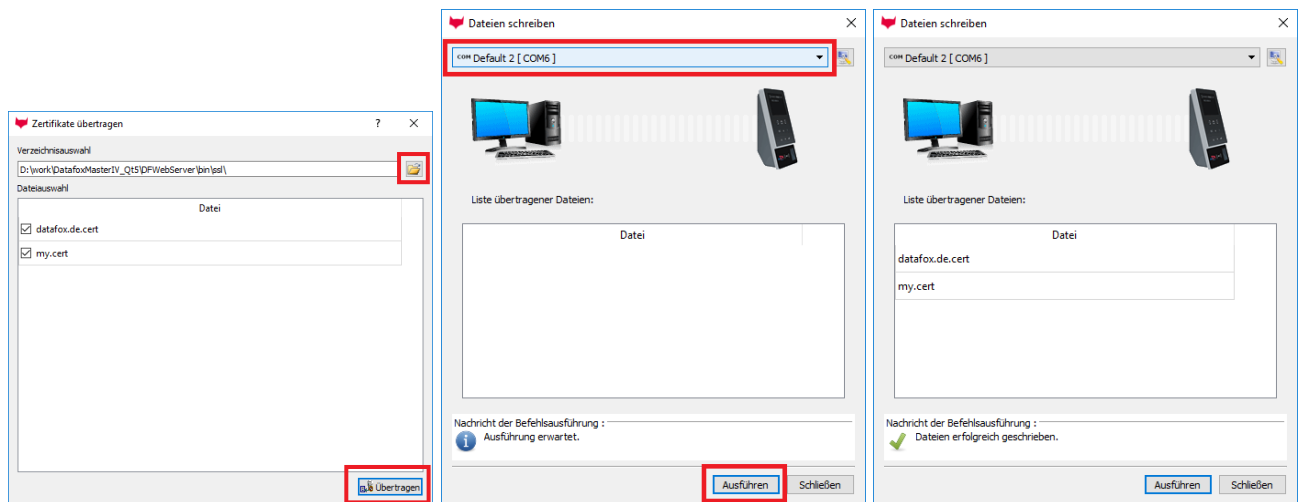 Zertifikate übertragen
Verzeichnisauswahl
D:\work\DatafoxMasterIV_Qt5\DFWebServer\bin\ssl\
Dateiauswahl
Datei
datafox.de.cert
my.cert
Übertragen
Dateien schreiben
COM Default 2 [ COM6 ]
Liste übertragener Dateien:
Datei
Nachricht der Befehlsausführung :
Ausführung erwartet.
Ausführen Schließen
Dateien schreiben
COM Default 2 [ COM6 ]
Liste übertragener Dateien:
Datei
datafox.de.cert
my.cert
Nachricht der Befehlsausführung :
Dateien erfolgreich geschrieben.
Ausführen Schließen